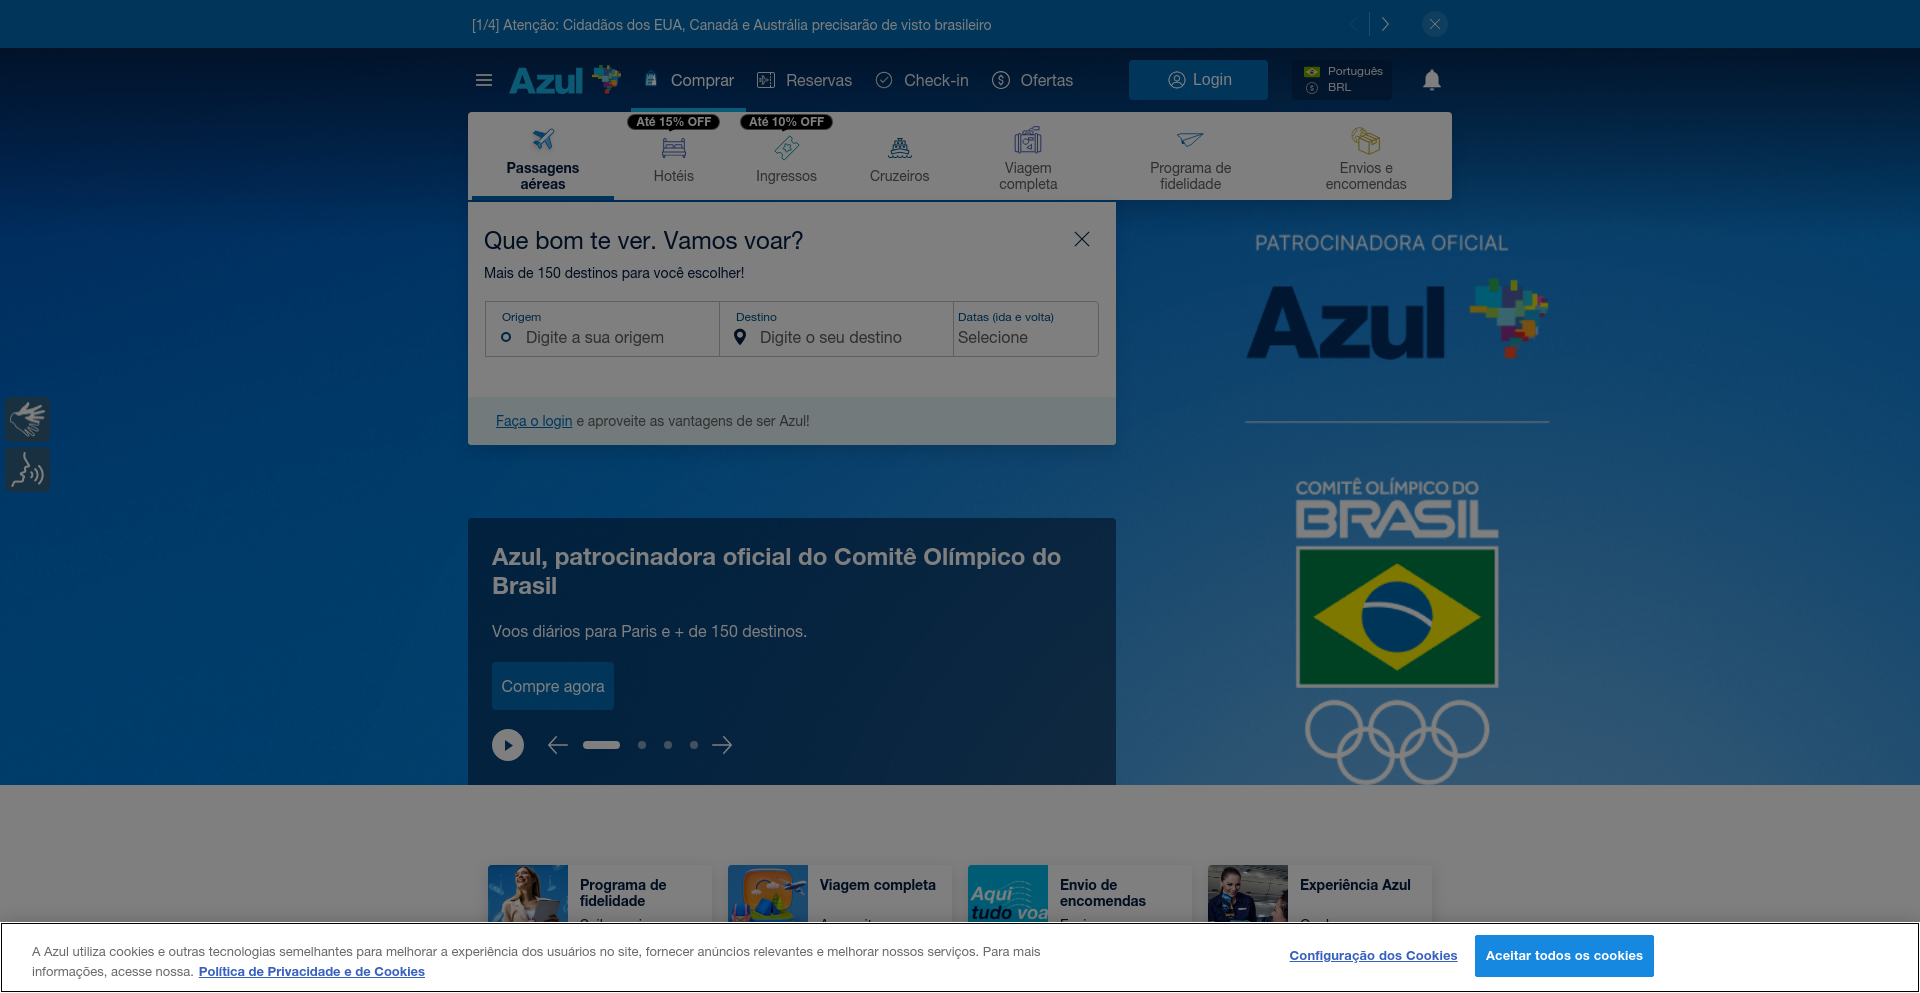 [1/4] Atenção: Cidadãos dos EUA, Canadá e Austrália precisarão de visto brasileiro
Azul
Comprar
Reservas
Check-in
Ofertas
Login
Português
BRL
Até 15% OFF
Até 10% OFF
Passagens
aéreas
Hotéis
Ingressos
Cruzeiros
Viagem
completa
Programa de
fidelidade
Envios e
encomendas
Que bom te ver. Vamos voar?
Mais de 150 destinos para você escolher!
Origem
Digite a sua origem
Destino
Digite o seu destino
Datas (ida e volta)
Selecione
Faça o login e aproveite as vantagens de ser Azul!
PATROCINADORA OFICIAL
Azul
COMITÊ OLÍMPICO DO
BRASIL
Azul, patrocinadora oficial do Comitê Olímpico do
Brasil
Voos diários para Paris e + de 150 destinos.
Compre agora
Programa de
fidelidade
Viagem completa
Aqui
tudo voa
Envio de
encomendas
Experiência Azul
A Azul utiliza cookies e outras tecnologias semelhantes para melhorar a experiência dos usuários no site, fornecer anúncios relevantes e melhorar nossos serviços. Para mais
informações, acesse nossa. Política de Privacidade e de Cookies
Configuração dos Cookies
Aceitar todos os cookies